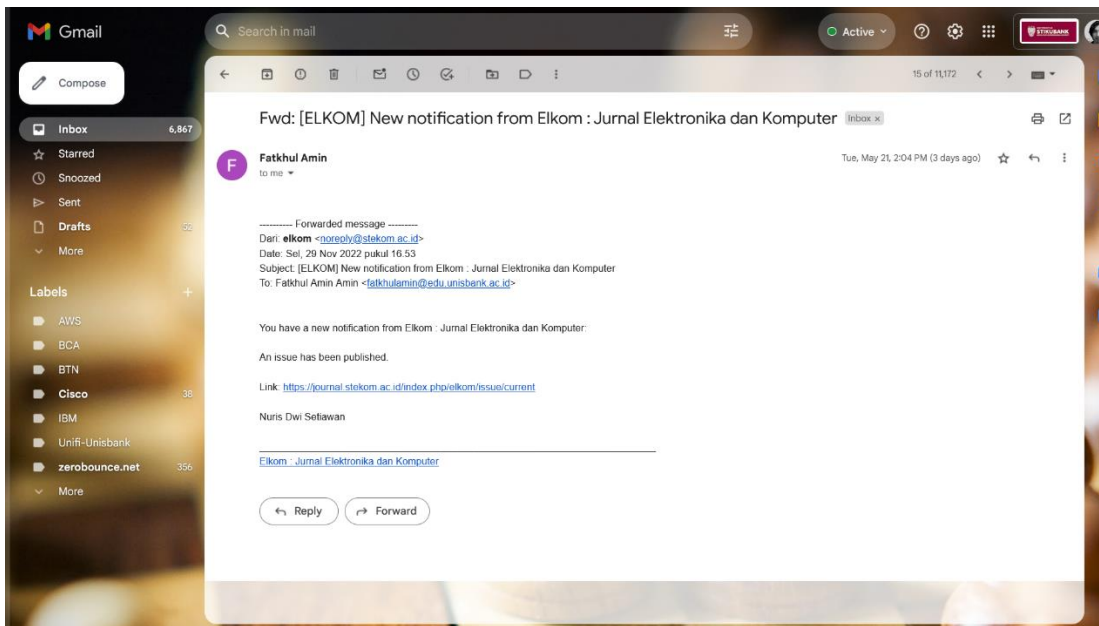 Gmail
Search in mail
Active
STIKUBANK
Compose
15 of 11,172
Inbox 6,867
Starred
Snoozed
Sent
Drafts 52
More
Labels
AWS
BCA
BTN
Cisco 38
IBM
Unifi-Unisbank
zerobounce.net 356
More
Fwd: [ELKOM] New notification from Elkom : Jurnal Elektronika dan Komputer Inbox x
F
Fatkhul Amin
Tue, May 21, 2:04 PM (3 days ago)
to me
---------- Forwarded message ---------
Dari: elkom <noreply@stekom.ac.id>
Date: Sel, 29 Nov 2022 pukul 16.53
Subject: [ELKOM] New notification from Elkom : Jurnal Elektronika dan Komputer
To: Fatkhul Amin Amin <fatkhulamin@edu.unisbank.ac.id>
You have a new notification from Elkom : Jurnal Elektronika dan Komputer:
An issue has been published.
Link: https://journal.stekom.ac.id/index.php/elkom/issue/current
Nuris Dwi Setiawan
Elkom : Jurnal Elektronika dan Komputer
Reply
Forward